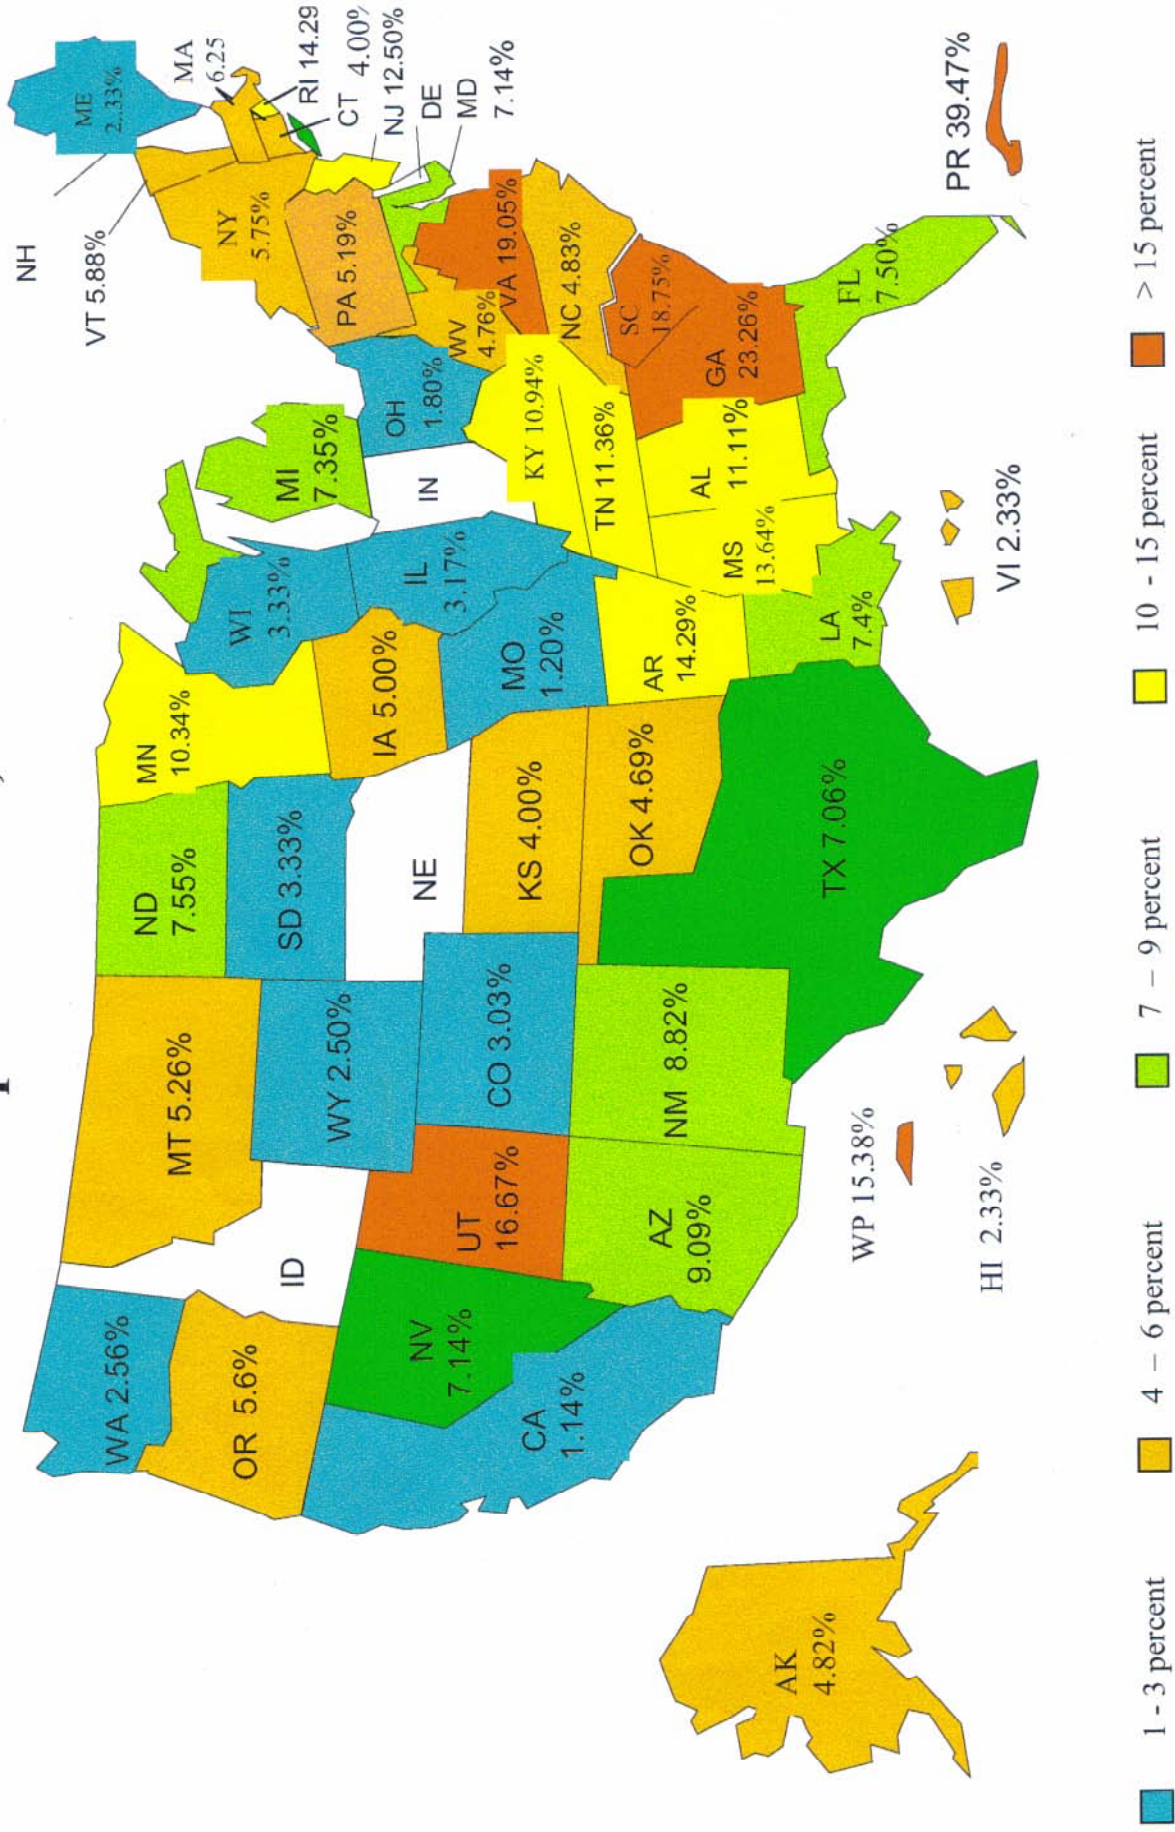 WA 2.56%
OR 5.6%
CA
1.14%
NV
7.14%
ID
MT 5.26%
WY 2.50%
UT
16.67%
CO 3.03%
AZ
9.09%
NM 8.82%
ND
7.55%
SD 3.33%
NE
KS 4.00%
OK 4.69%
TX 7.06%
MN
10.34%
IA 5.00%
MO
1.20%
AR
14.29%
LA
7.4%
WI
3.33%
IL
3.17%
MS
13.64%
MI
7.35%
IN
KY 10.94%
TN 11.36%
AL
11.11%
OH
1.80%
WV
4.76%
VA 19.05%
NC 4.83%
SC
18.75%
GA
23.26%
FL
7.50%
PA 5.19%
NY
5.75%
VT 5.88%
NH
ME
2..33%
MA
6.25
RI 14.29
CT
4.00%
NJ 12.50%
DE
MD
7.14%
AK
4.82%
HI 2.33%
WP 15.38%
VI 2.33%
PR 39.47%
1 - 3 percent
4 – 6 percent
7 – 9 percent
10 - 15 percent
> 15 percent